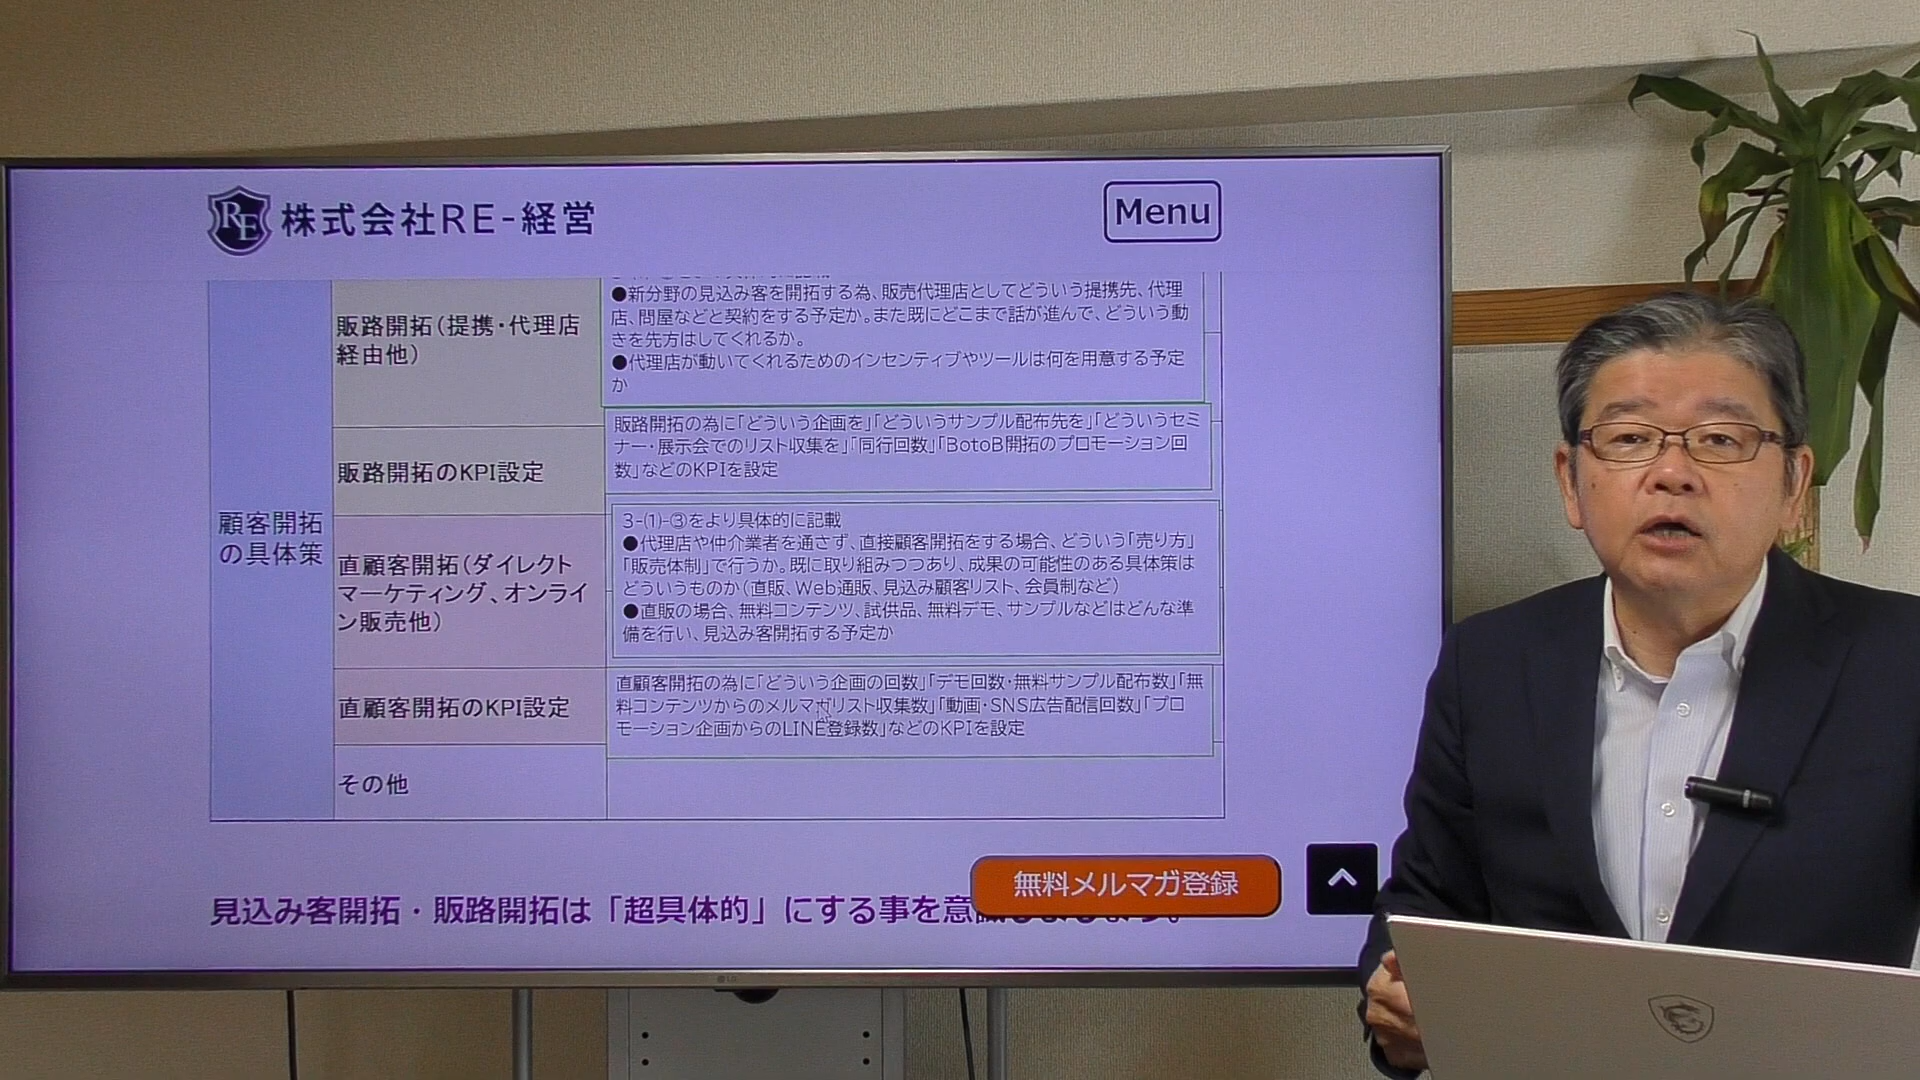 RE 株式会社RE-経営
Menu
顧客開拓
の具体策
販路開拓(提携・代理店
経由他)
●新分野の見込み客を開拓する為、販売代理店としてどういう提携先、代理
店、問屋などと契約をする予定か。また既にどこまで話が進んで、どういう動
きを先方はしてくれるか。
●代理店が動いてくれるためのインセンティブやツールは何を用意する予定
か
販路開拓のKPI設定
販路開拓の為に「どういう企画を」「どういうサンプル配布先を」「どういうセミ
ナー・展示会でのリスト収集を」「同行回数」「BotoB開拓のプロモーション回
数」などのKPIを設定
直顧客開拓(ダイレクト
マーケティング、オンライ
ン販売他)
3-(1)-③をより具体的に記載
●代理店や仲介業者を通さず、直接顧客開拓をする場合、どういう「売り方」
「販売体制」で行うか。既に取り組みつつあり、成果の可能性のある具体策は
どういうものか(直販、Web通販、見込み顧客リスト、会員制など)
●直販の場合、無料コンテンツ、試供品、無料デモ、サンプルなどはどんな準
備を行い、見込み客開拓する予定か
直顧客開拓のKPI設定
直顧客開拓の為に「どういう企画の回数」「デモ回数・無料サンプル配布数」「無
料コンテンツからのメルマガリスト収集数」「動画・SNS広告配信回数」「プロ
モーション企画からのLINE登録数」などのKPIを設定
その他
無料メルマガ登録
見込み客開拓・販路開拓は「超具体的」にする事を意
LG